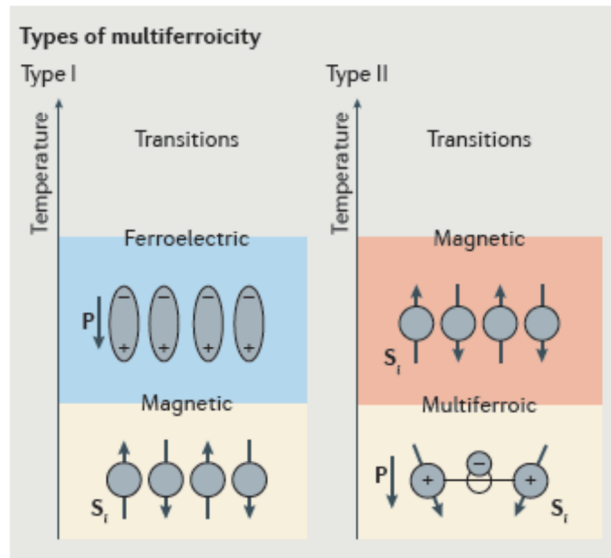 Types of multiferroicity
Type I
Temperature
Transitions
Ferroelectric
− − − −
P
+ + + +
Magnetic
Sᵢ
Type II
Temperature
Transitions
Magnetic
Sᵢ
Multiferroic
−
P
+ +
Sᵢ